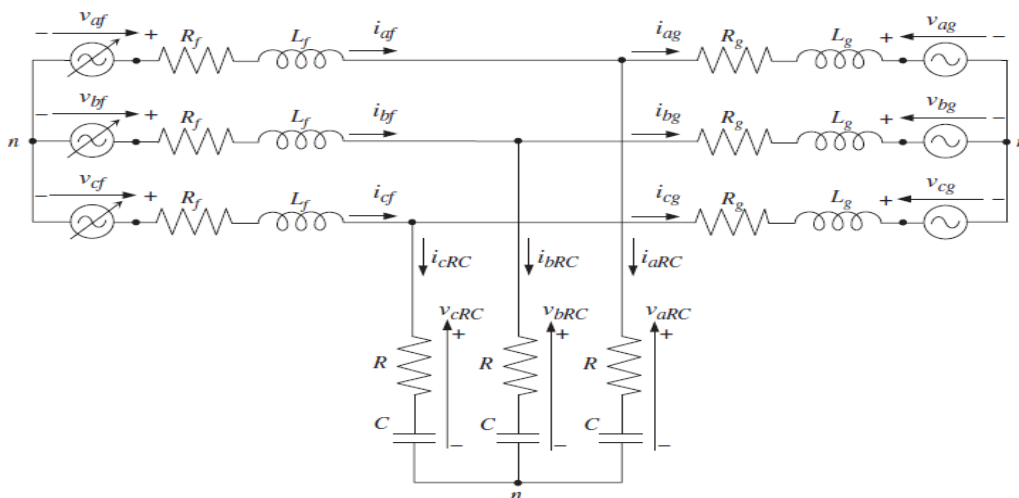 − v_af + R_f L_f i_af i_ag R_g L_g + v_ag −
− v_bf + R_f L_f i_bf i_bg R_g L_g + v_bg −
n
− v_cf + R_f L_f i_cf i_cg R_g L_g + v_cg −
i_cRC i_bRC i_aRC
v_cRC v_bRC v_aRC
+ + +
R R R
C C C
− − −
n